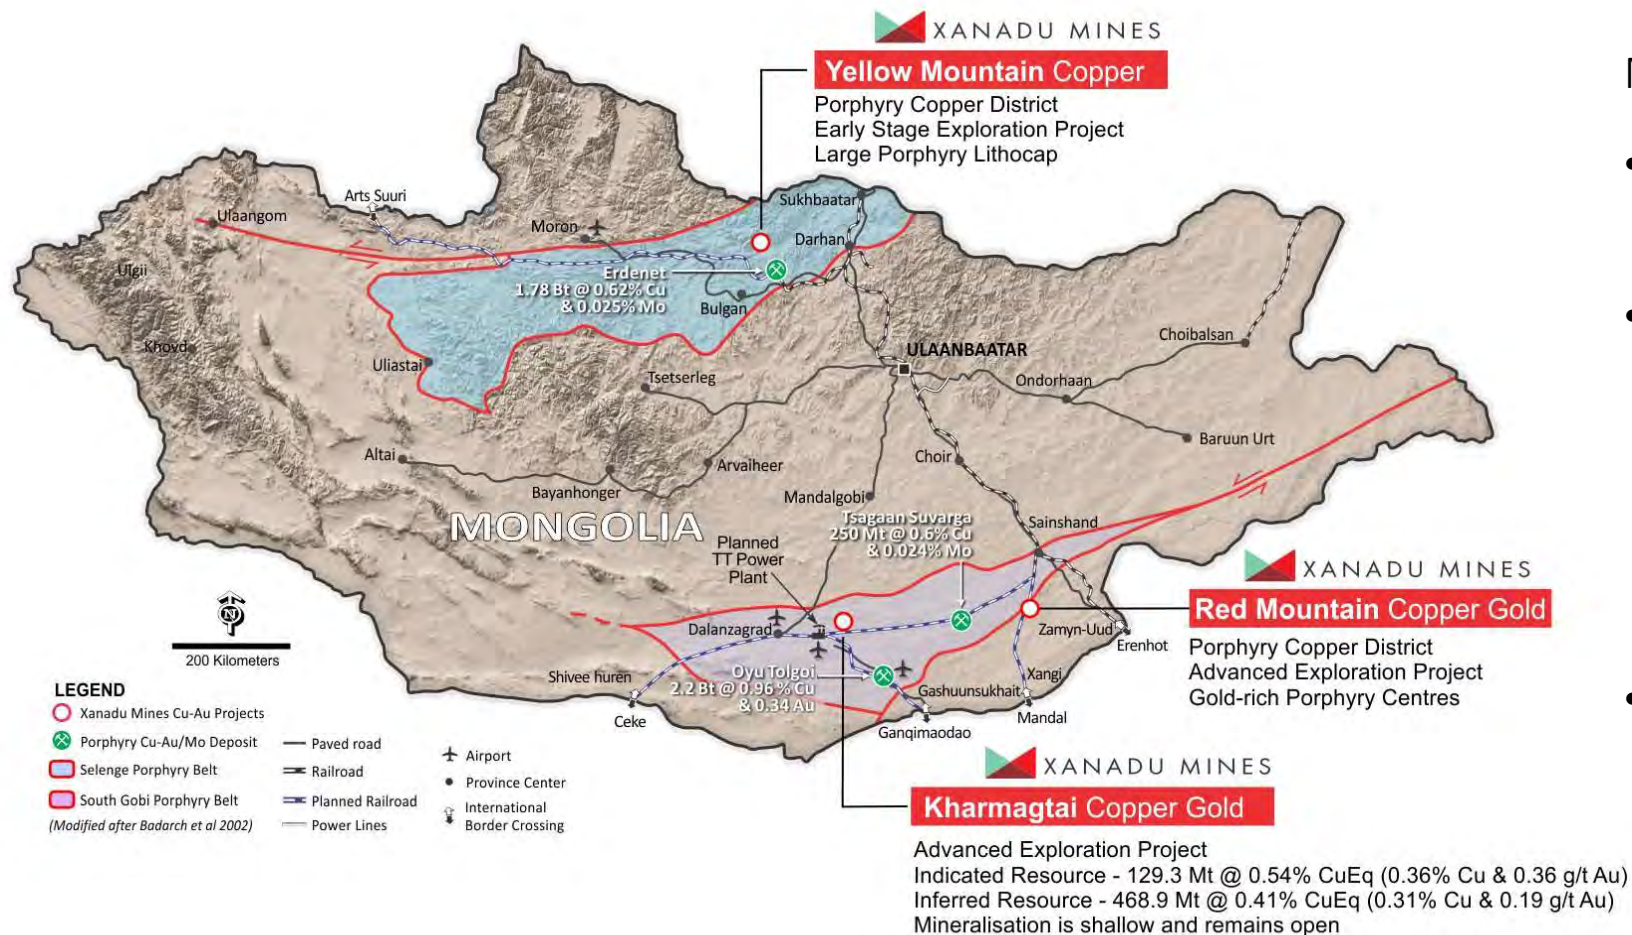 XANADU MINES
Yellow Mountain Copper
Porphyry Copper District
Early Stage Exploration Project
Large Porphyry Lithocap
Arts Suuri
Sukhbaatar
Ulaangom
Moron
Darhan
Ulgii
Erdenet
1.78 Bt @ 0.62% Cu
& 0.025% Mo
Bulgan
Khovd
Choibalsan
ULAANBAATAR
Uliastai
Tsetserleg
Ondorhaan
Baruun Urt
Altai
Arvaiheer
Choir
Bayanhonger
Mandalgobi
MONGOLIA
Tsagaan Suvarga
250 Mt @ 0.6% Cu
& 0.024% Mo
Sainshand
Planned
TT Power
Plant
XANADU MINES
Red Mountain Copper Gold
Porphyry Copper District
Advanced Exploration Project
Gold-rich Porphyry Centres
N
200 Kilometers
Dalanzagrad
Zamyn-Uud
Erenhot
Oyu Tolgoi
2.2 Bt @ 0.96 % Cu
& 0.34 Au
Shivee huren
Gashuunsukhait
Xangi
Ceke
Mandal
Ganqimaodao
LEGEND
Xanadu Mines Cu-Au Projects
Porphyry Cu-Au/Mo Deposit
Selenge Porphyry Belt
South Gobi Porphyry Belt
(Modified after Badarch et al 2002)
Paved road
Railroad
Planned Railroad
Power Lines
Airport
Province Center
International
Border Crossing
XANADU MINES
Kharmagtai Copper Gold
Advanced Exploration Project
Indicated Resource - 129.3 Mt @ 0.54% CuEq (0.36% Cu & 0.36 g/t Au)
Inferred Resource - 468.9 Mt @ 0.41% CuEq (0.31% Cu & 0.19 g/t Au)
Mineralisation is shallow and remains open